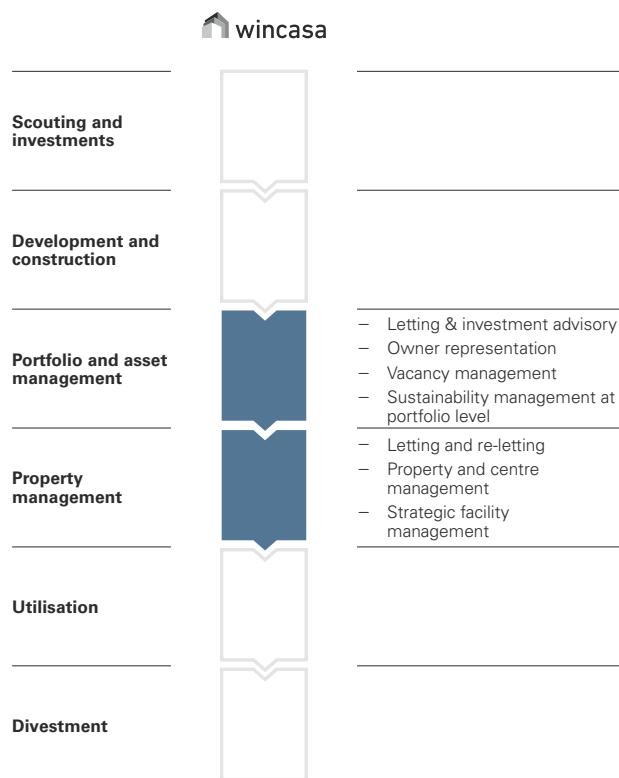 wincasa
Scouting and
investments
Development and
construction
Portfolio and asset
management
– Letting & investment advisory
– Owner representation
– Vacancy management
– Sustainability management at
portfolio level
Property
management
– Letting and re-letting
– Property and centre
management
– Strategic facility
management
Utilisation
Divestment